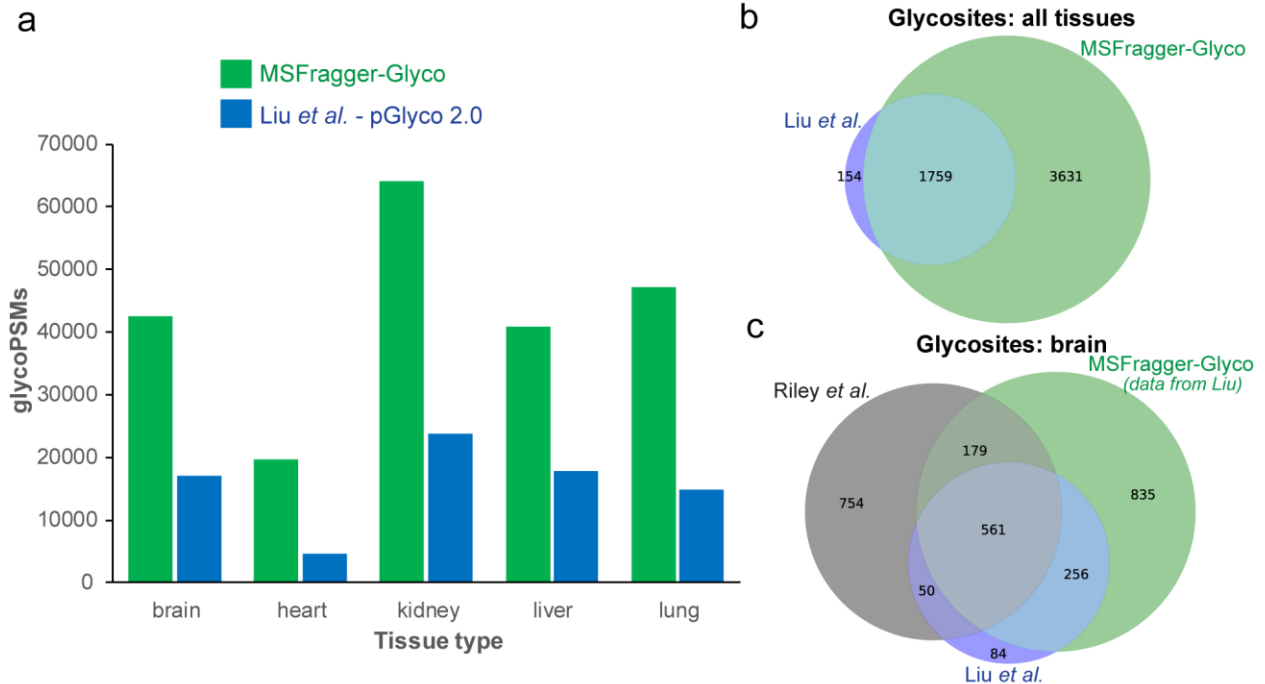 a
MSFragger-Glyco
Liu et al. - pGlyco 2.0
glycoPSMs
70000
60000
50000
40000
30000
20000
10000
0
brain heart kidney liver lung
Tissue type
b
Glycosites: all tissues
MSFragger-Glyco
Liu et al.
154 1759 3631
c
Glycosites: brain
MSFragger-Glyco
(data from Liu)
Riley et al.
179
754 835
561
256
50
84
Liu et al.